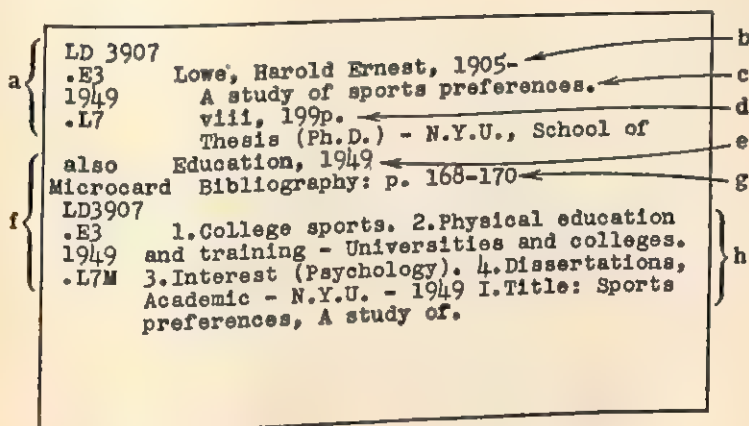 LD 3907
.E3 Lowe, Harold Ernest, 1905- b
a 1949 A study of sports preferences. c
.L7 viii, 199p. d
Thesis (Ph.D.) - N.Y.U., School of
also Education, 1949 e
Microcard Bibliography: p. 168-170 g
LD3907
f .E3 1.College sports. 2.Physical education
1949 and training - Universities and colleges. h
.L7M 3.Interest (Psychology). 4.Dissertations,
Academic - N.Y.U. - 1949 I.Title: Sports
preferences, A study of.